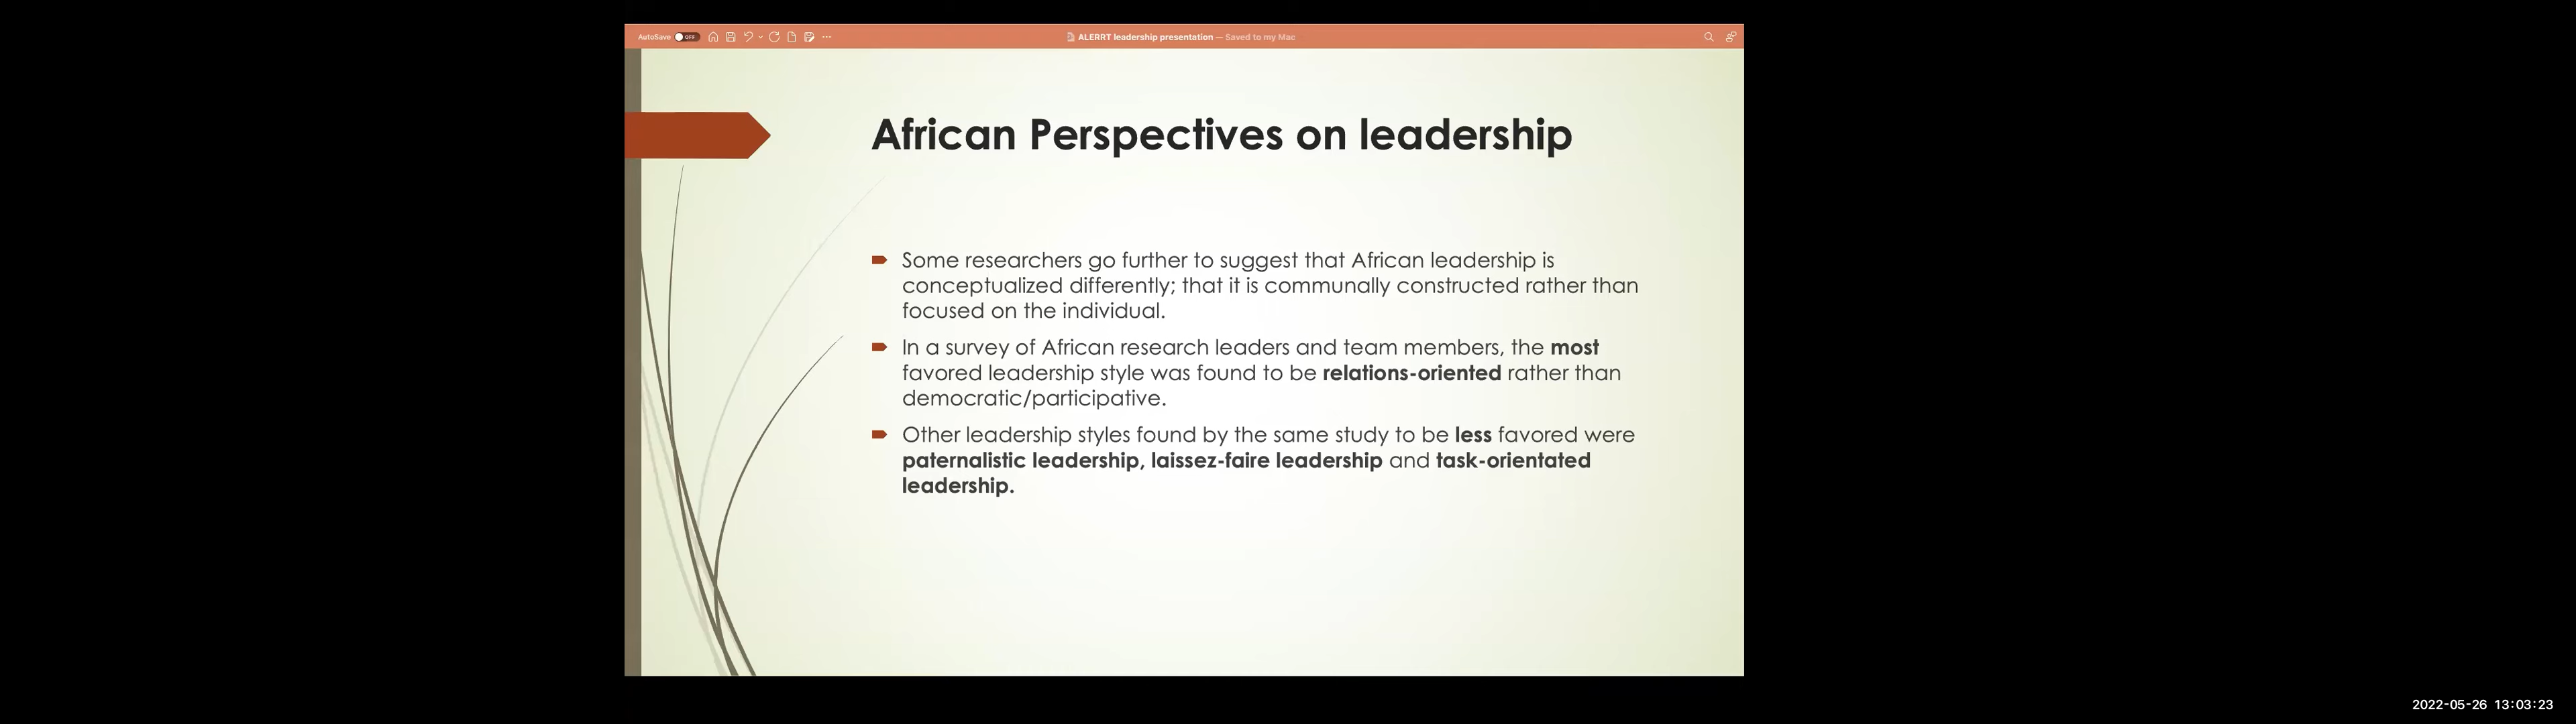 AutoSave OFF
ALERRT leadership presentation — Saved to my Mac
African Perspectives on leadership
Some researchers go further to suggest that African leadership is
conceptualized differently; that it is communally constructed rather than
focused on the individual.
In a survey of African research leaders and team members, the most
favored leadership style was found to be relations-oriented rather than
democratic/participative.
Other leadership styles found by the same study to be less favored were
paternalistic leadership, laissez-faire leadership and task-orientated
leadership.
2022-05-26 13:03:23